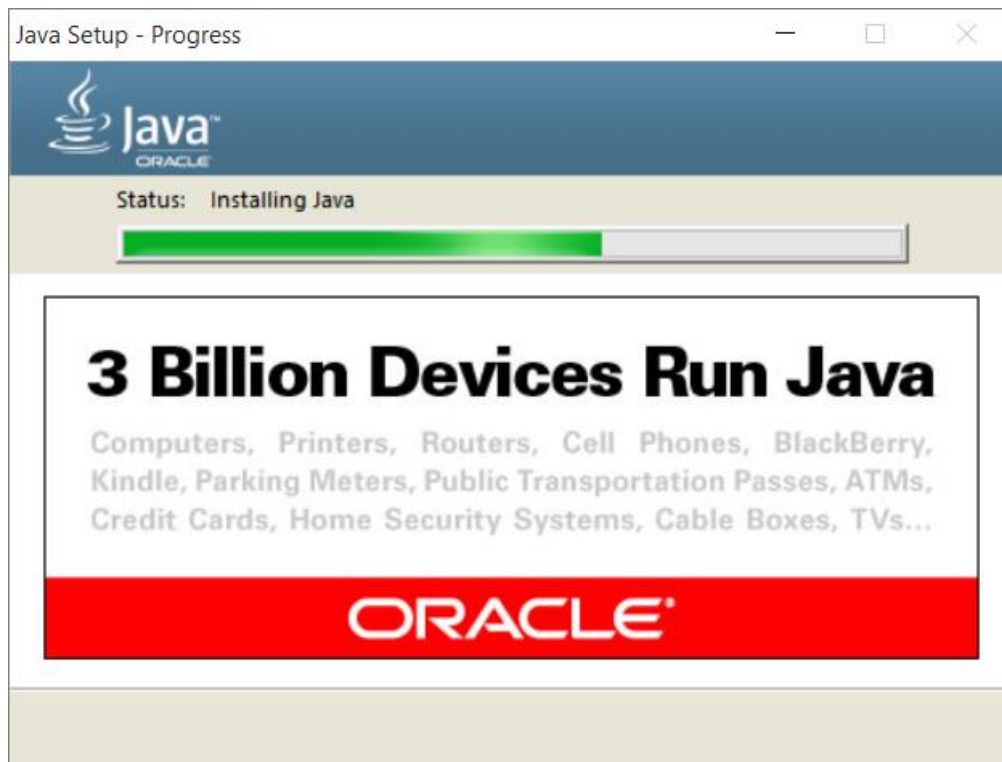 Java Setup - Progress
Java™
ORACLE
Status: Installing Java
3 Billion Devices Run Java
Computers, Printers, Routers, Cell Phones, BlackBerry,
Kindle, Parking Meters, Public Transportation Passes, ATMs,
Credit Cards, Home Security Systems, Cable Boxes, TVs...
ORACLE®